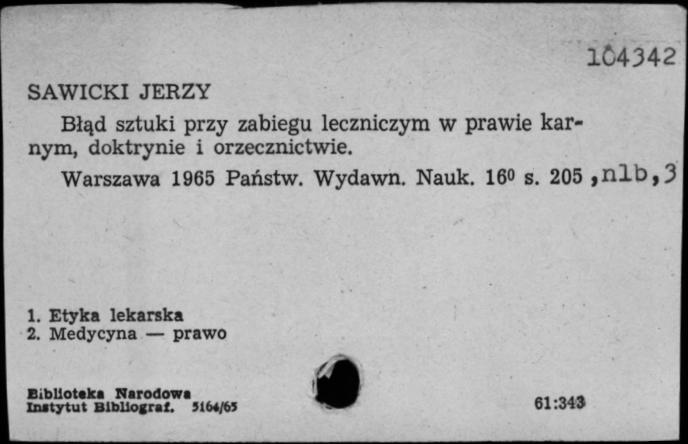 104342
SAWICKI JERZY
Błąd sztuki przy zabiegu leczniczym w prawie kar-
nym, doktrynie i orzecznictwie.
Warszawa 1965 Państw. Wydawn. Nauk. 16⁰ s. 205 ,nlb,3
1. Etyka lekarska
2. Medycyna — prawo
Biblioteka Narodowa
Instytut Bibliograf. 5164/65
61:343